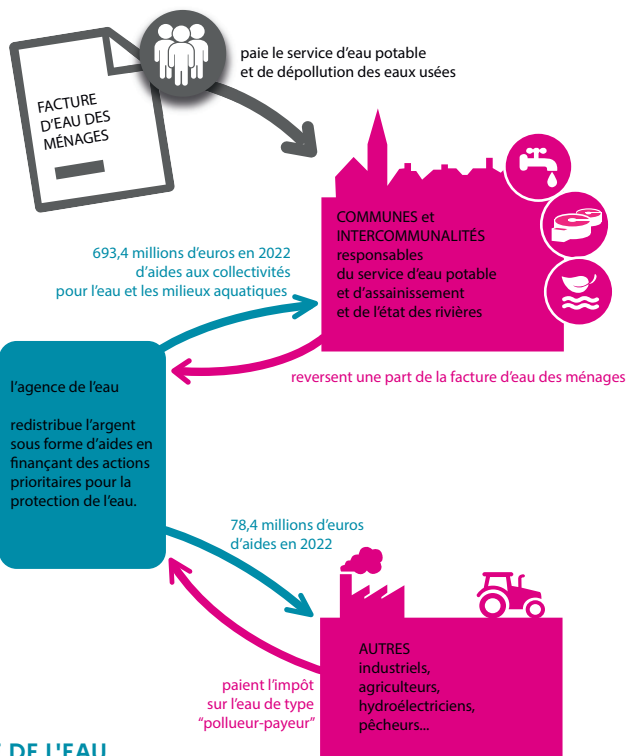 paie le service d'eau potable
et de dépollution des eaux usées
FACTURE
D'EAU DES
MÉNAGES
COMMUNES et
INTERCOMMUNALITÉS
responsables
du service d'eau potable
et d'assainissement
et de l'état des rivières
693,4 millions d'euros en 2022
d'aides aux collectivités
pour l'eau et les milieux aquatiques
reversent une part de la facture d'eau des ménages
l'agence de l'eau
redistribue l'argent
sous forme d'aides en
finançant des actions
prioritaires pour la
protection de l'eau.
78,4 millions d'euros
d'aides en 2022
AUTRES
industriels,
agriculteurs,
hydroélectriciens,
pêcheurs...
paient l'impôt
sur l'eau de type
"pollueur-payeur"
DE L'EAU